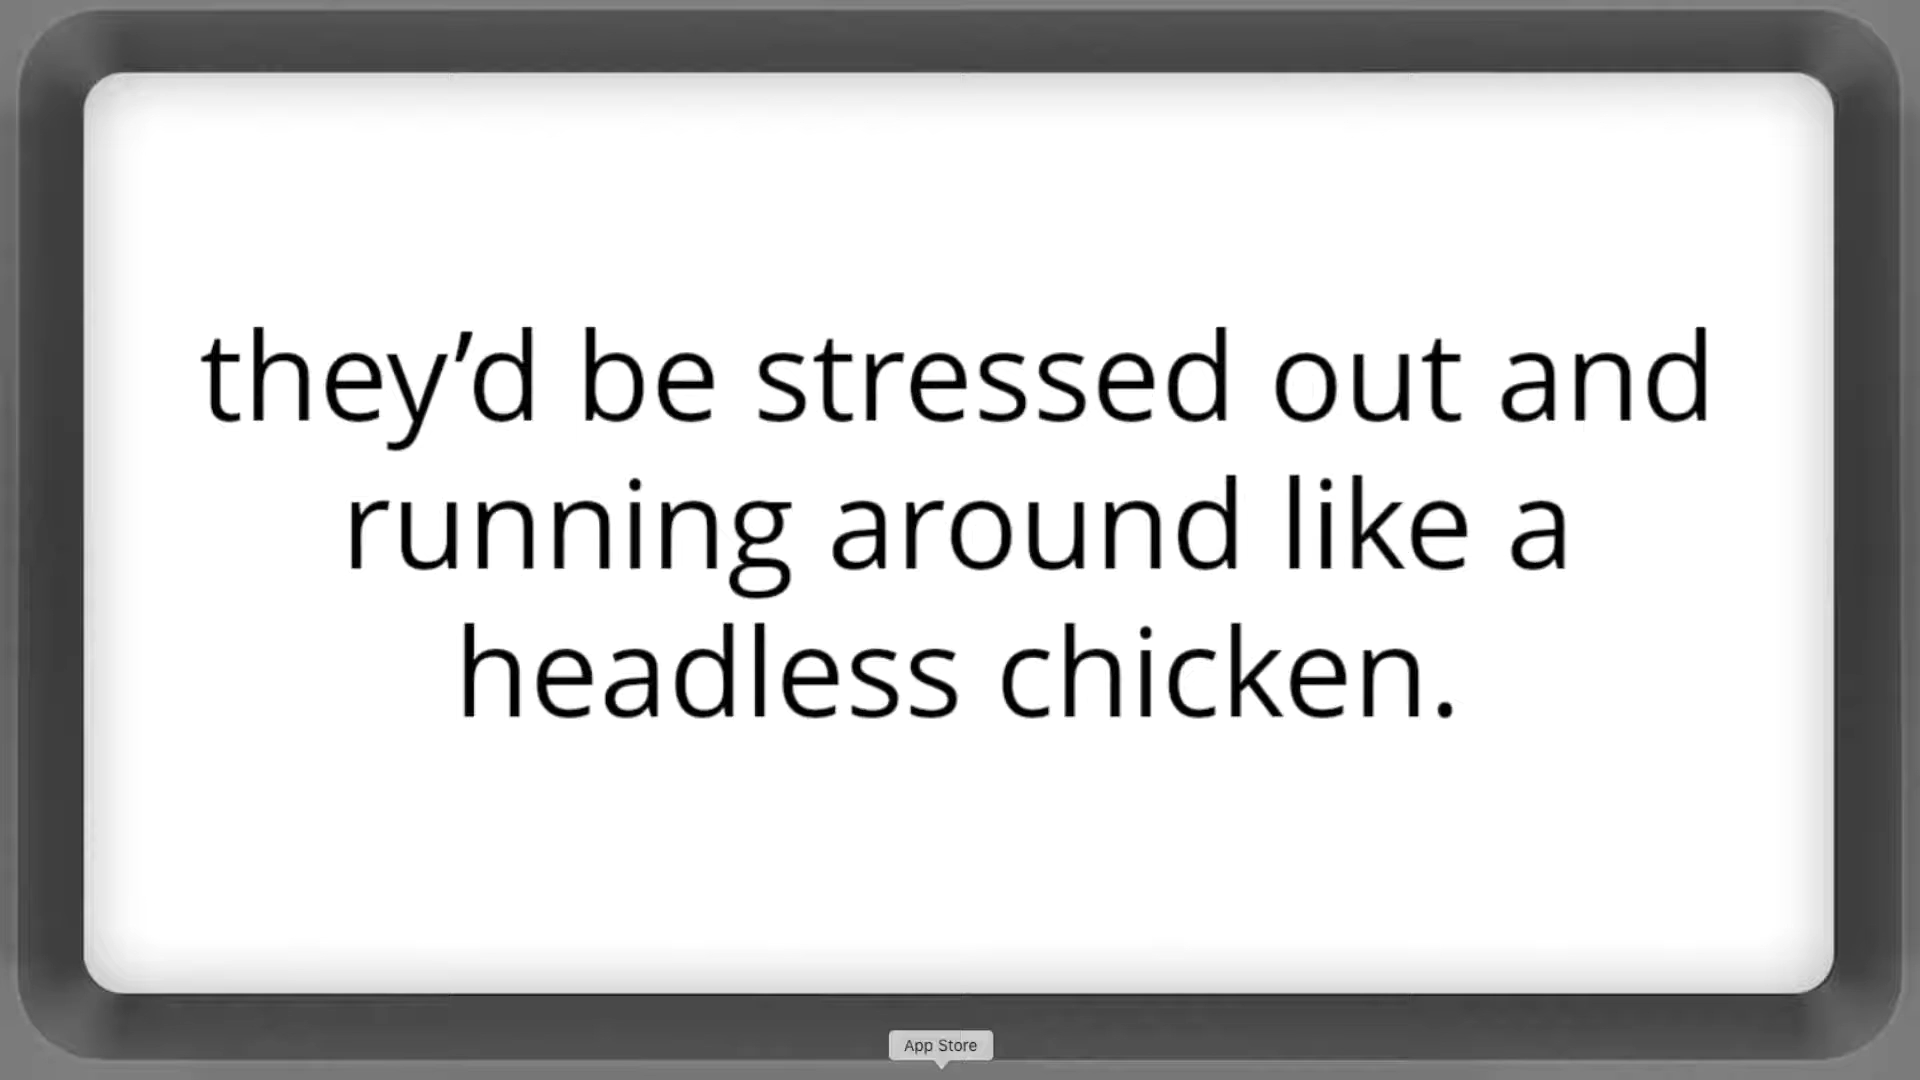 they’d be stressed out and
running around like a
headless chicken.
App Store